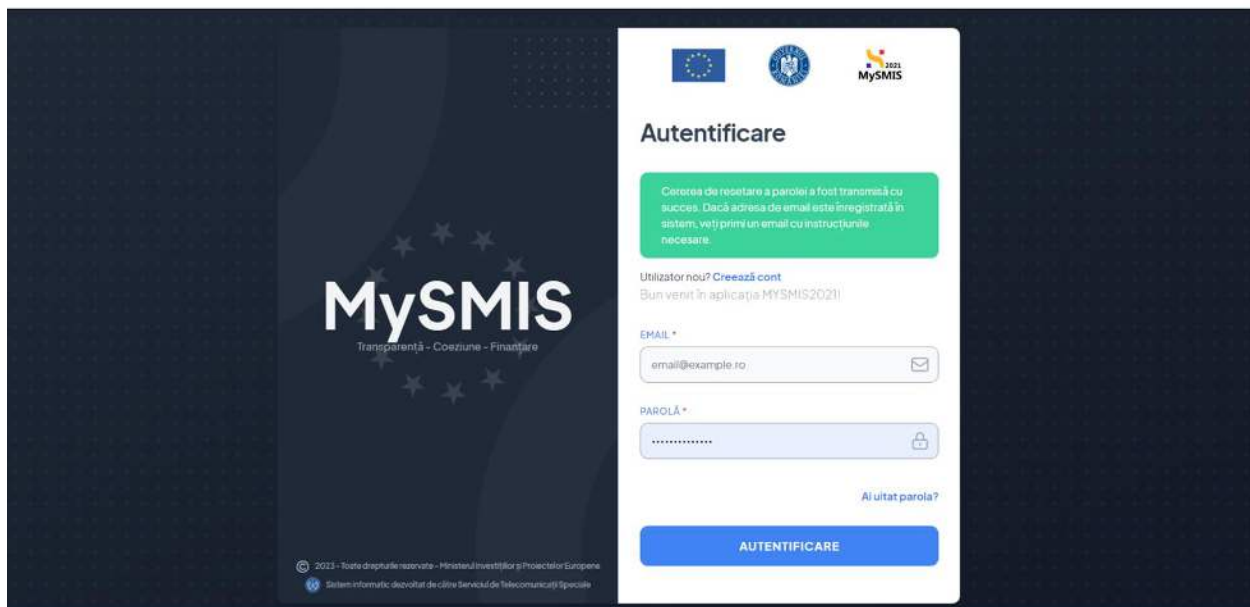 MySMIS
Transparență - Coeziune - Finanțare
© 2023 - Toate drepturile rezervate - Ministerul Investițiilor și Proiectelor Europene
Sistem informatic dezvoltat de către Serviciul de Telecomunicații Speciale
2021
MySMIS
Autentificare
Cererea de resetare a parolei a fost transmisă cu
succes. Dacă adresa de email este înregistrată în
sistem, veți primi un email cu instrucțiunile
necesare.
Utilizator nou? Creează cont
Bun venit în aplicația MYSMIS2021!
EMAIL *
email@example.ro
PAROLĂ *
••••••••••••••
Ai uitat parola?
AUTENTIFICARE